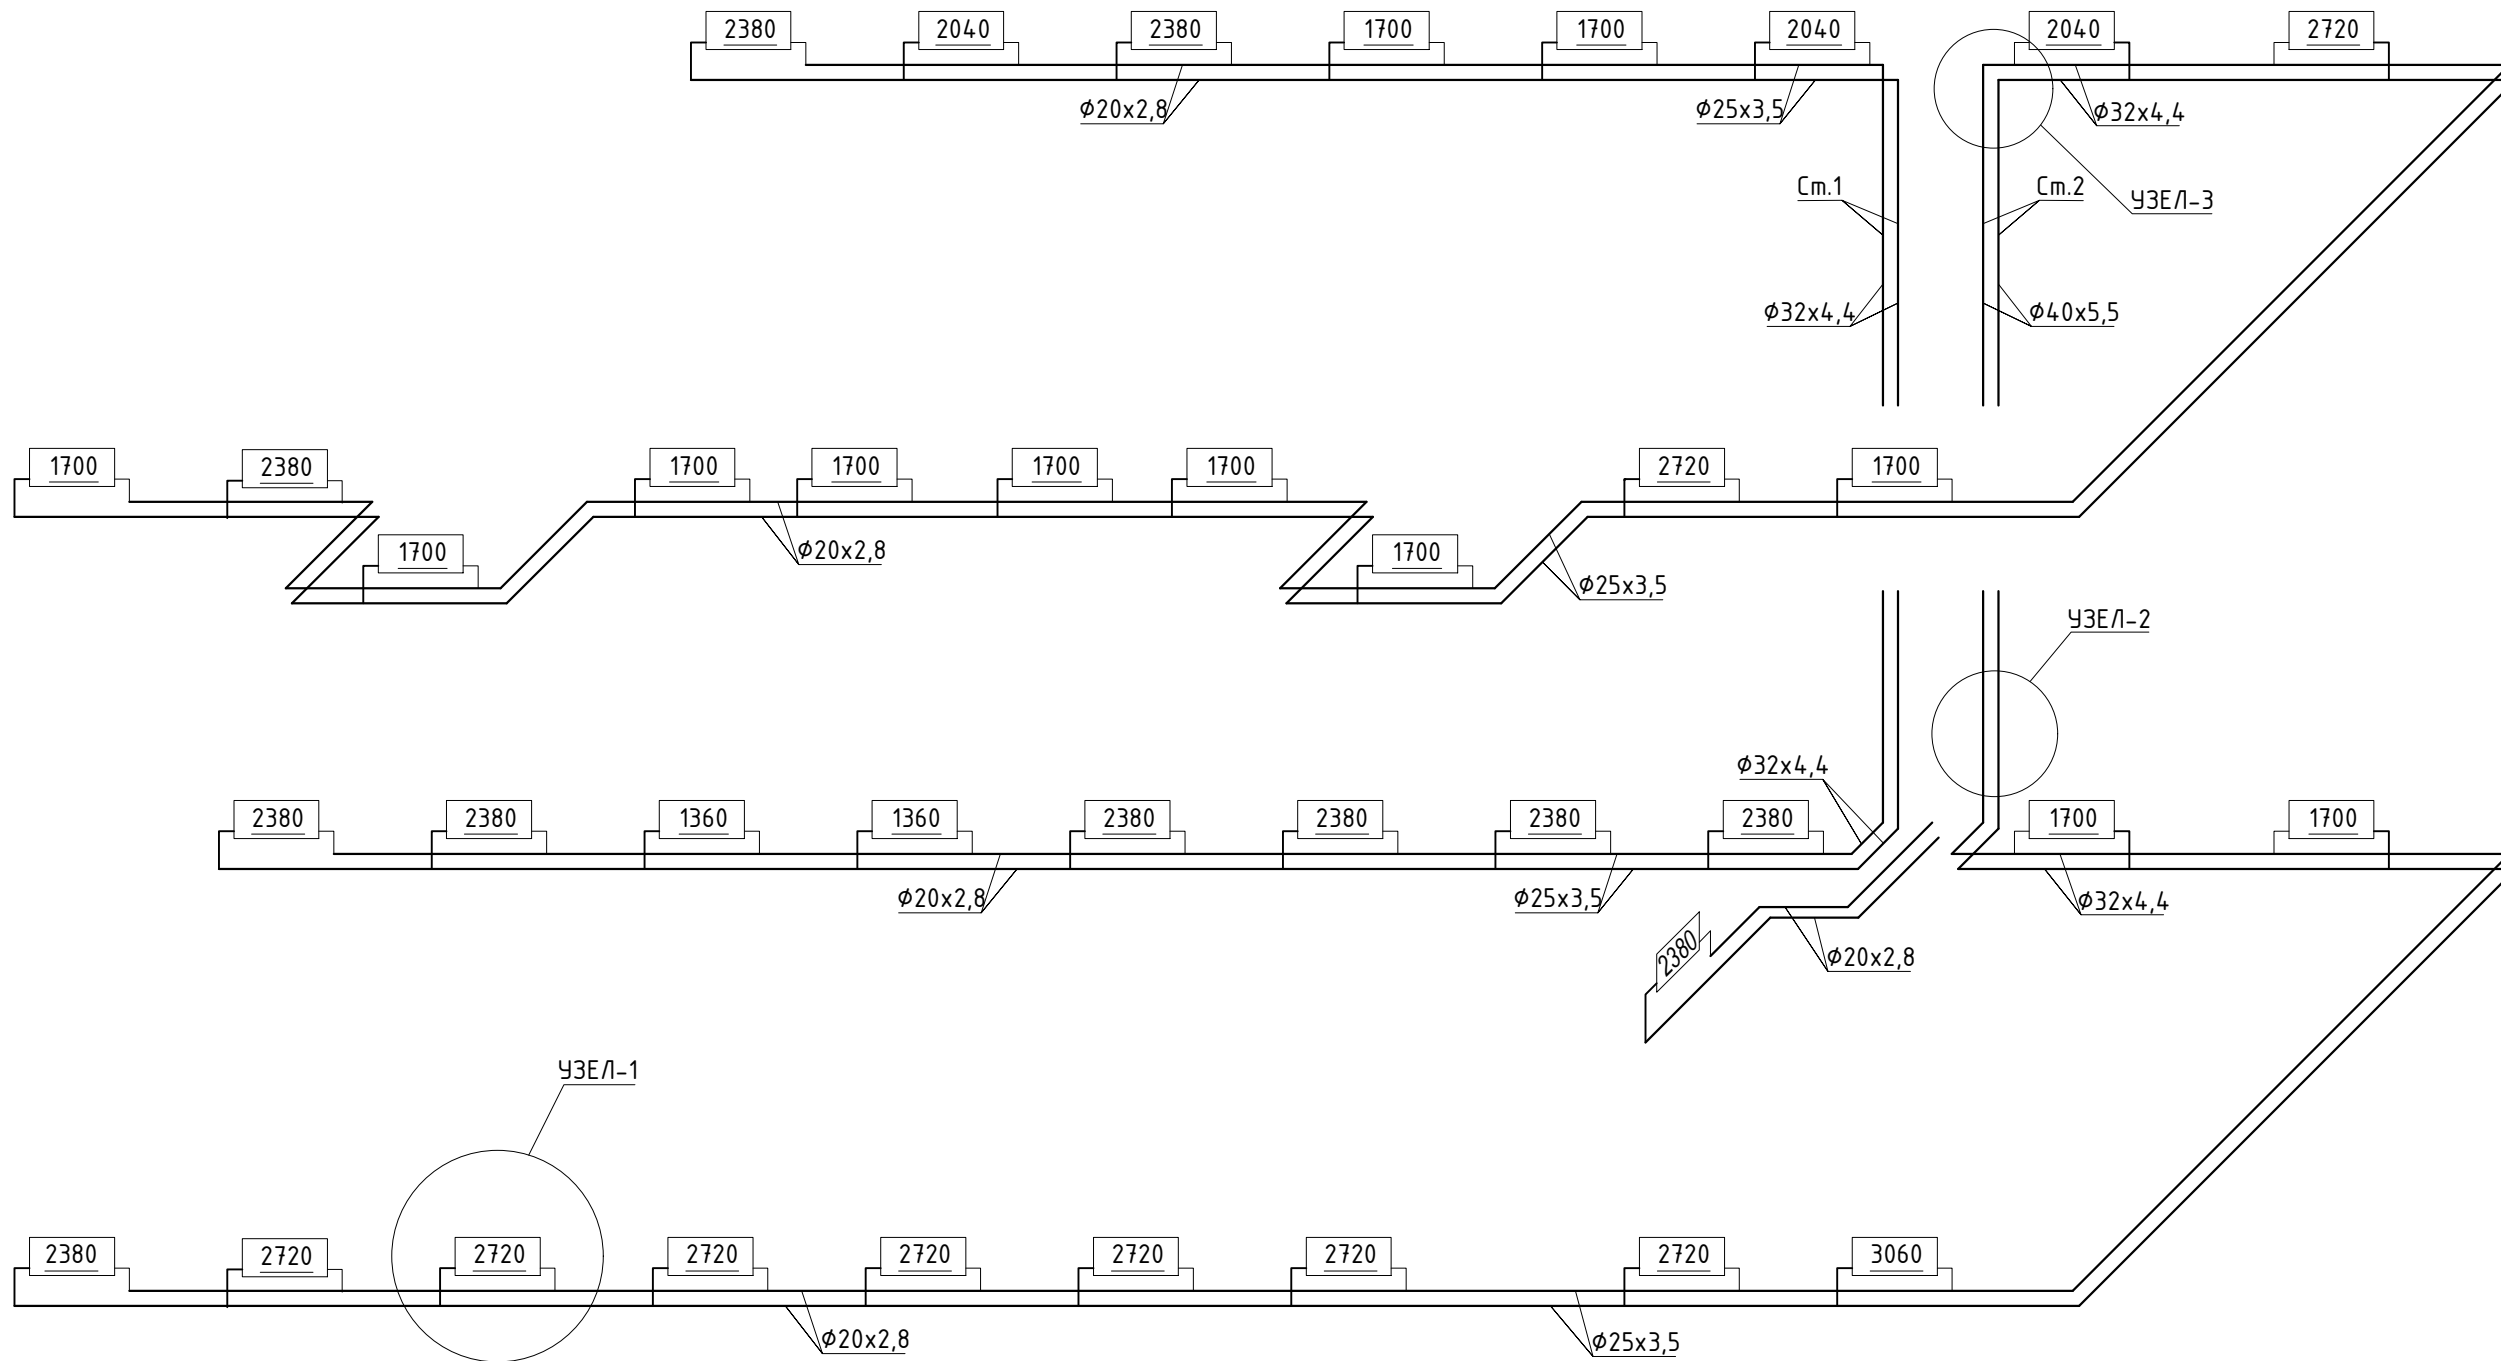 2380 2040 2380 1700 1700 2040 2040 2720
Ф20х2,8 Ф25х3,5 Ф32х4,4
Ст.1 Ст.2 УЗЕЛ-3
Ф32х4,4 Ф40х5,5
1700 2380 1700 1700 1700 1700 2720 1700
1700 Ф20х2,8 1700 Ф25х3,5
УЗЕЛ-2
Ф32х4,4
2380 2380 1360 1360 2380 2380 2380 2380 1700 1700
Ф20х2,8 Ф25х3,5 Ф32х4,4
2380 Ф20х2,8
УЗЕЛ-1
2380 2720 2720 2720 2720 2720 2720 2720 3060
Ф20х2,8 Ф25х3,5